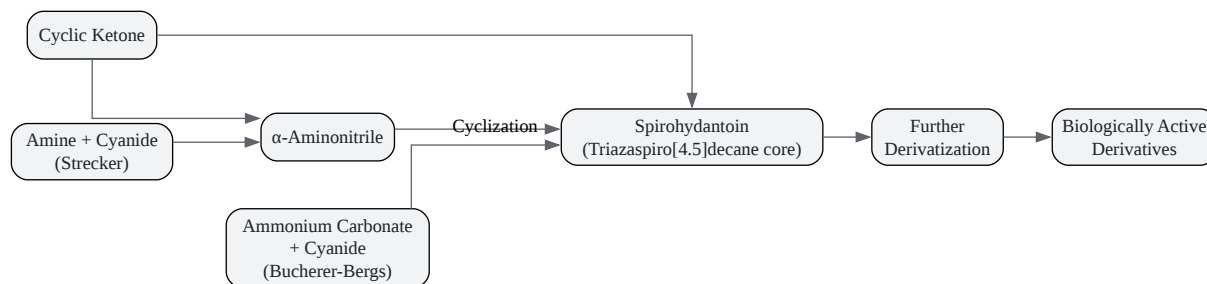 Cyclic Ketone
Amine + Cyanide
(Strecker)
α-Aminonitrile
Cyclization
Ammonium Carbonate
+ Cyanide
(Bucherer-Bergs)
Spirohydantoin
(Triazaspiro[4.5]decane core)
Further
Derivatization
Biologically Active
Derivatives